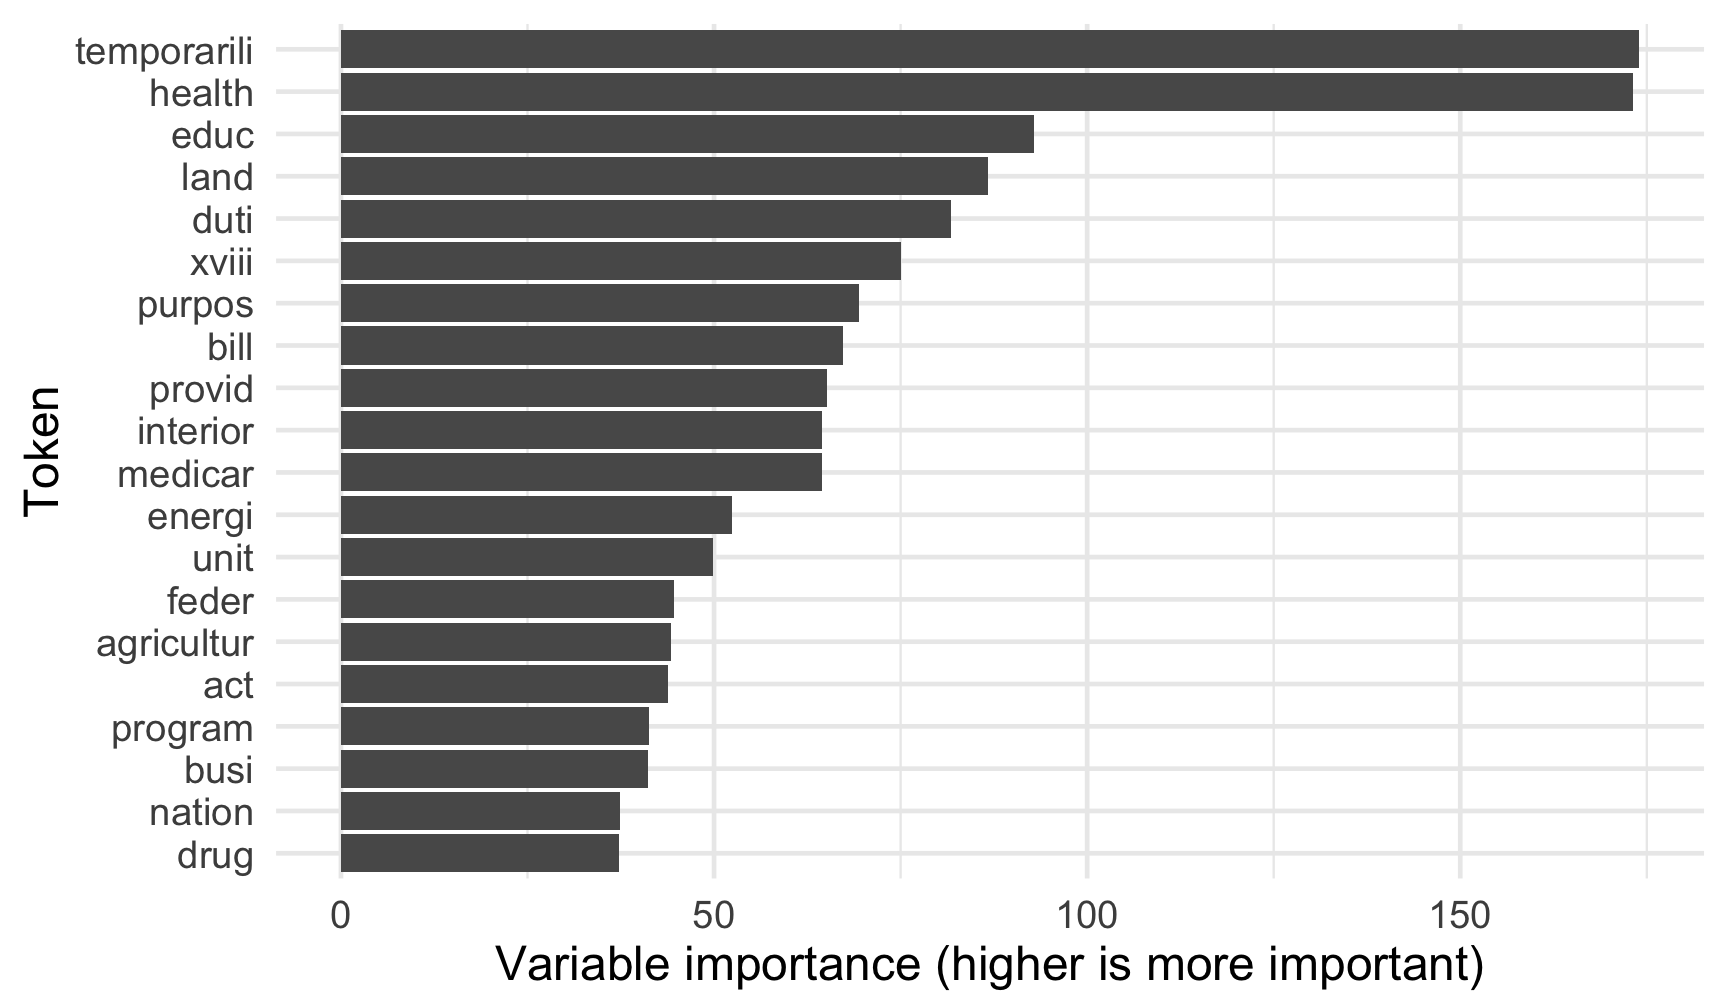 temporarili
health
educ
land
duti
xviii
purpos
bill
provid
interior
medicar
energi
unit
feder
agricultur
act
program
busi
nation
drug
Token
0 50 100 150
Variable importance (higher is more important)